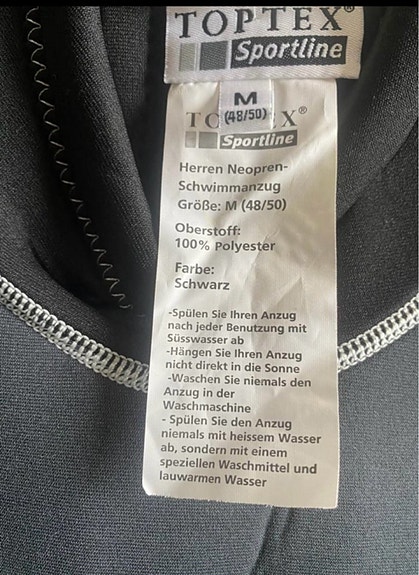 TOPTEX®
Sportline
M
(48/50)
TO X®
Sportline
Herren Neopren-
Schwimmanzug
Größe: M (48/50)
Oberstoff:
100% Polyester
Farbe:
Schwarz
-Spülen Sie Ihren Anzug
nach jeder Benutzung mit
Süsswasser ab
-Hängen Sie Ihren Anzug
nicht direkt in die Sonne
-Waschen Sie niemals den
Anzug in der
Waschmaschine
- Spülen Sie den Anzug
niemals mit heissem Wasser
ab, sondern mit einem
speziellen Waschmittel und
lauwarmen Wasser